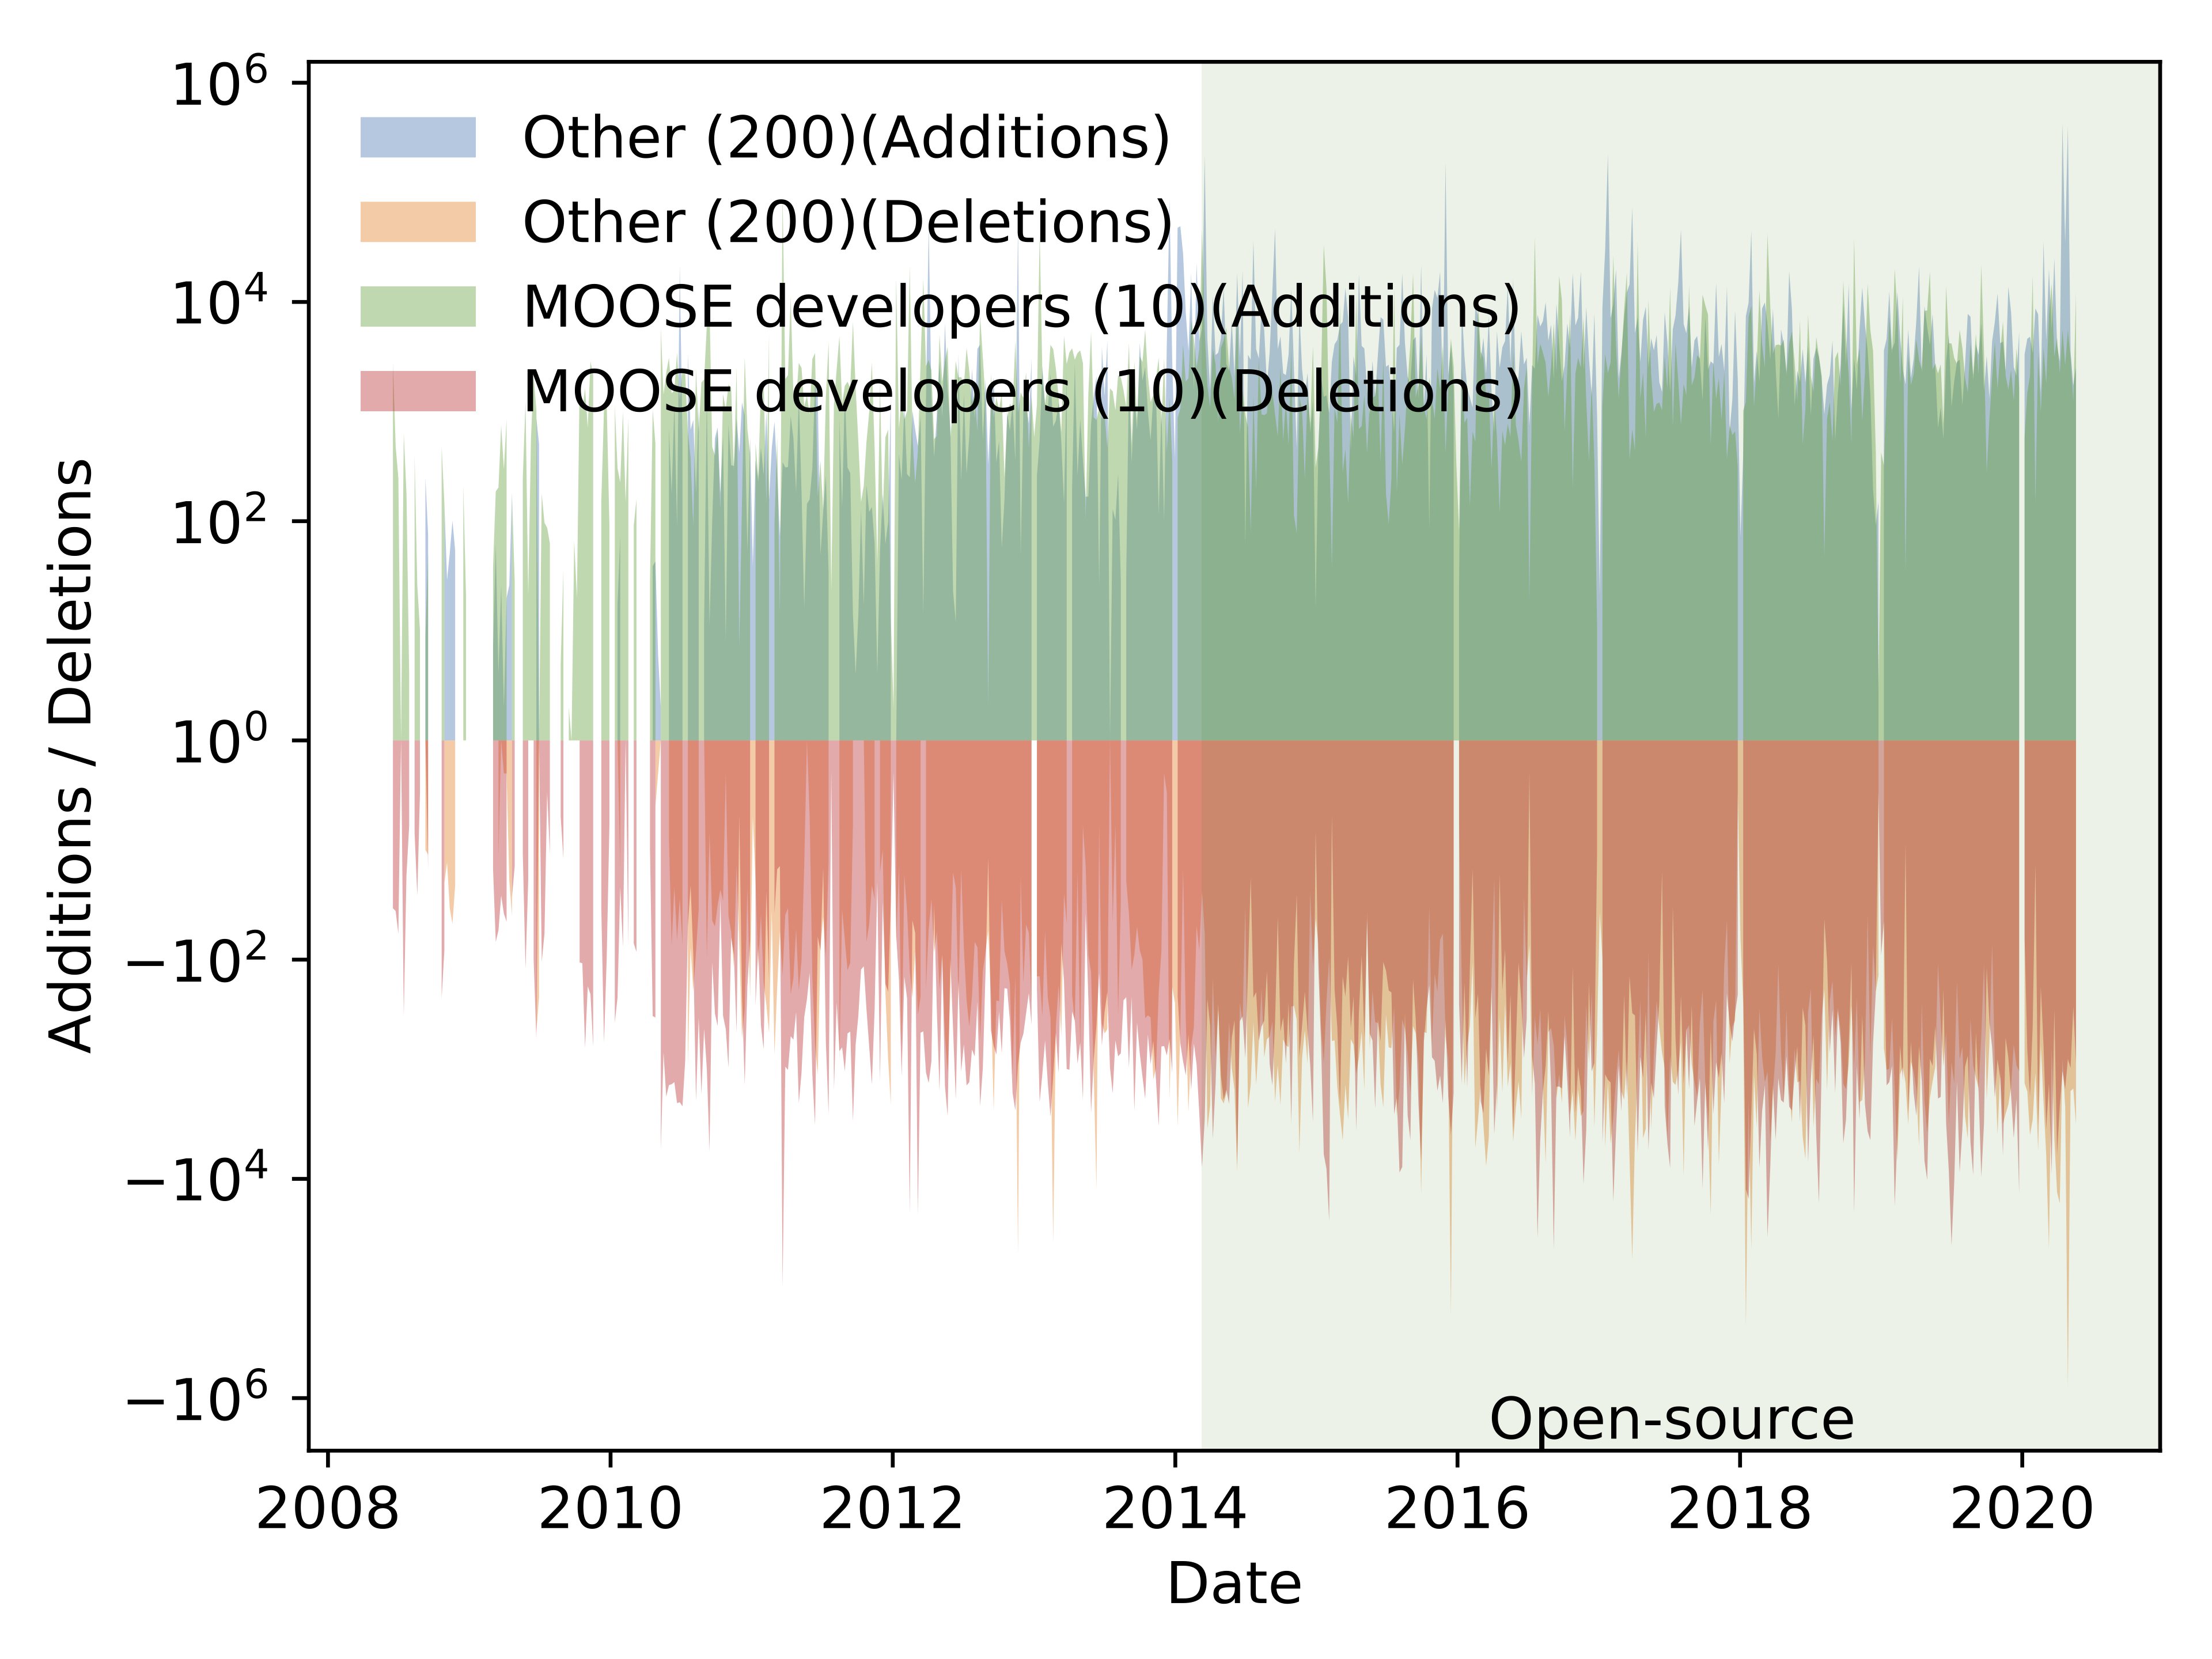 10^6
10^4
10^2
10^0
−10^2
−10^4
−10^6
Additions / Deletions
Other (200)(Additions)
Other (200)(Deletions)
MOOSE developers (10)(Additions)
MOOSE developers (10)(Deletions)
Open-source
2008 2010 2012 2014 2016 2018 2020
Date